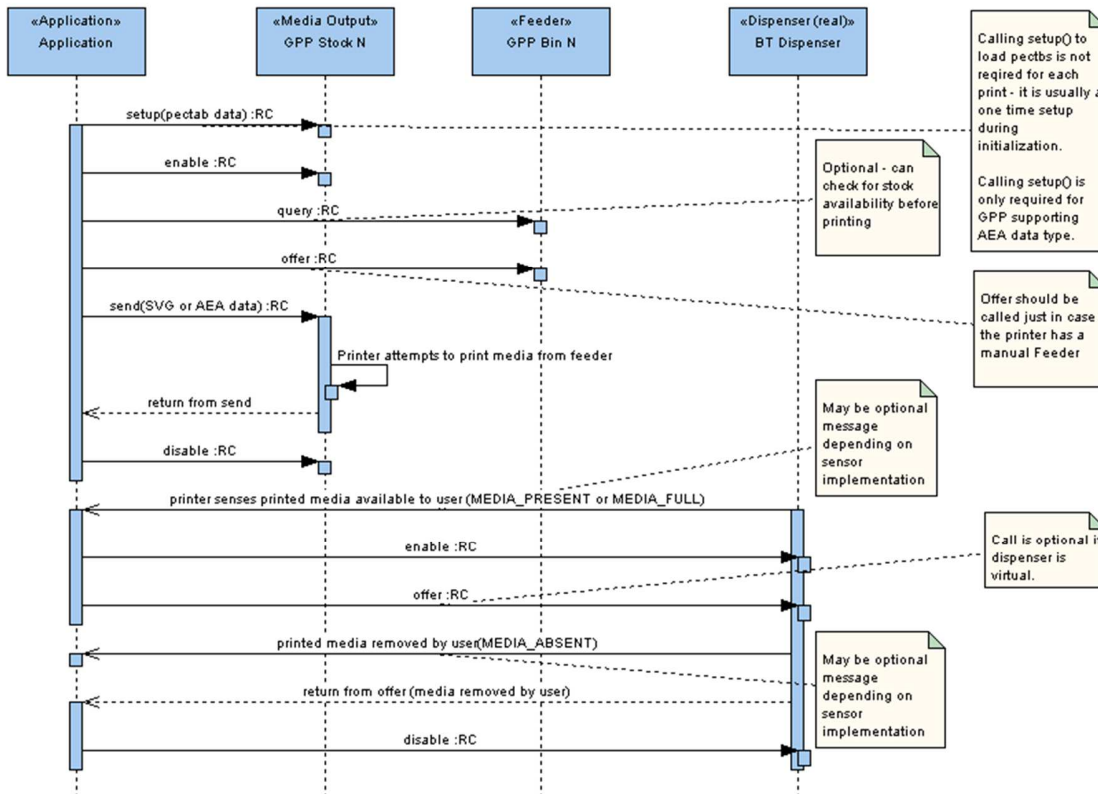 «Application»
Application
«Media Output»
GPP Stock N
«Feeder»
GPP Bin N
«Dispenser (real)»
BT Dispenser
Calling setup() to
load pectbs is not
reqired for each
print - it is usually a
one time setup
during
initialization.
Calling setup() is
only required for
GPP supporting
AEA data type.
setup(pectab data) :RC
enable :RC
Optional - can
check for stock
availability before
printing
query :RC
offer :RC
Offer should be
called just in case
the printer has a
manual Feeder
send(SVG or AEA data) :RC
Printer attempts to print media from feeder
return from send
May be optional
message
depending on
sensor
implementation
disable :RC
printer senses printed media available to user (MEDIA_PRESENT or MEDIA_FULL)
enable :RC
Call is optional if
dispenser is
virtual.
offer :RC
printed media removed by user(MEDIA_ABSENT)
May be optional
message
depending on
sensor
implementation
return from offer (media removed by user)
disable :RC